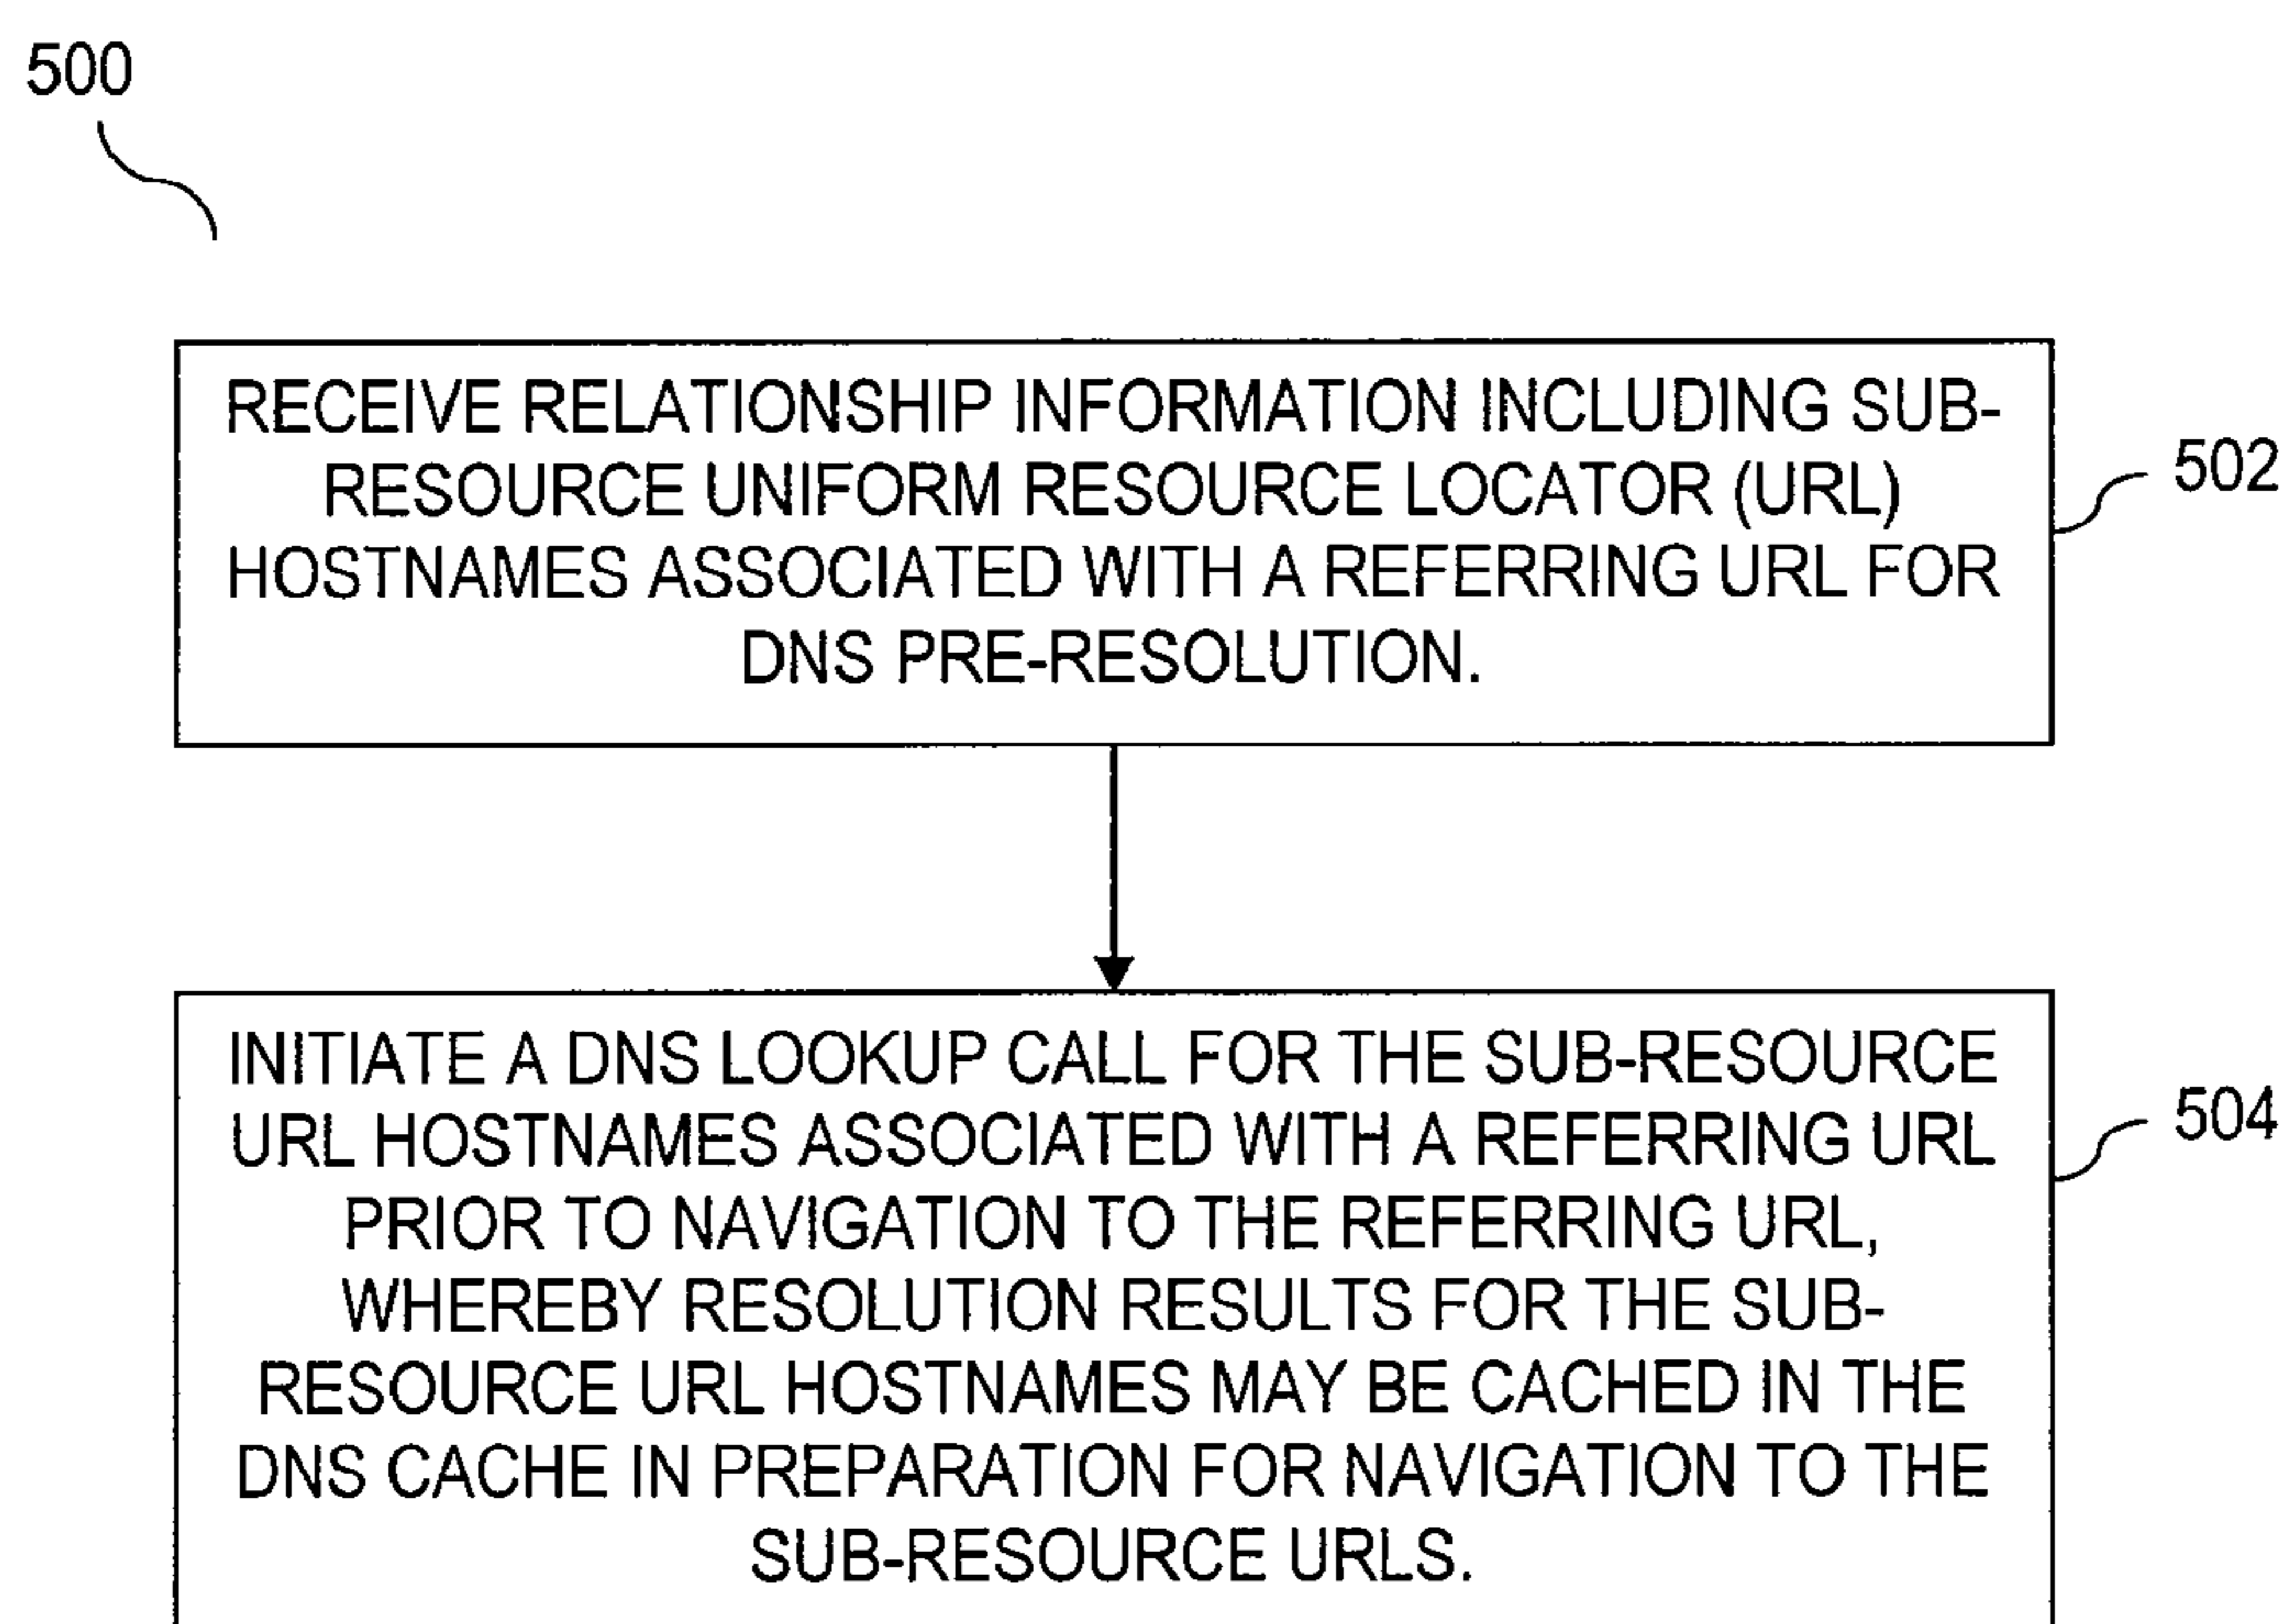 500
RECEIVE RELATIONSHIP INFORMATION INCLUDING SUB-
RESOURCE UNIFORM RESOURCE LOCATOR (URL)
HOSTNAMES ASSOCIATED WITH A REFERRING URL FOR
DNS PRE-RESOLUTION.
502
INITIATE A DNS LOOKUP CALL FOR THE SUB-RESOURCE
URL HOSTNAMES ASSOCIATED WITH A REFERRING URL
PRIOR TO NAVIGATION TO THE REFERRING URL,
WHEREBY RESOLUTION RESULTS FOR THE SUB-
RESOURCE URL HOSTNAMES MAY BE CACHED IN THE
DNS CACHE IN PREPARATION FOR NAVIGATION TO THE
SUB-RESOURCE URLS.
504